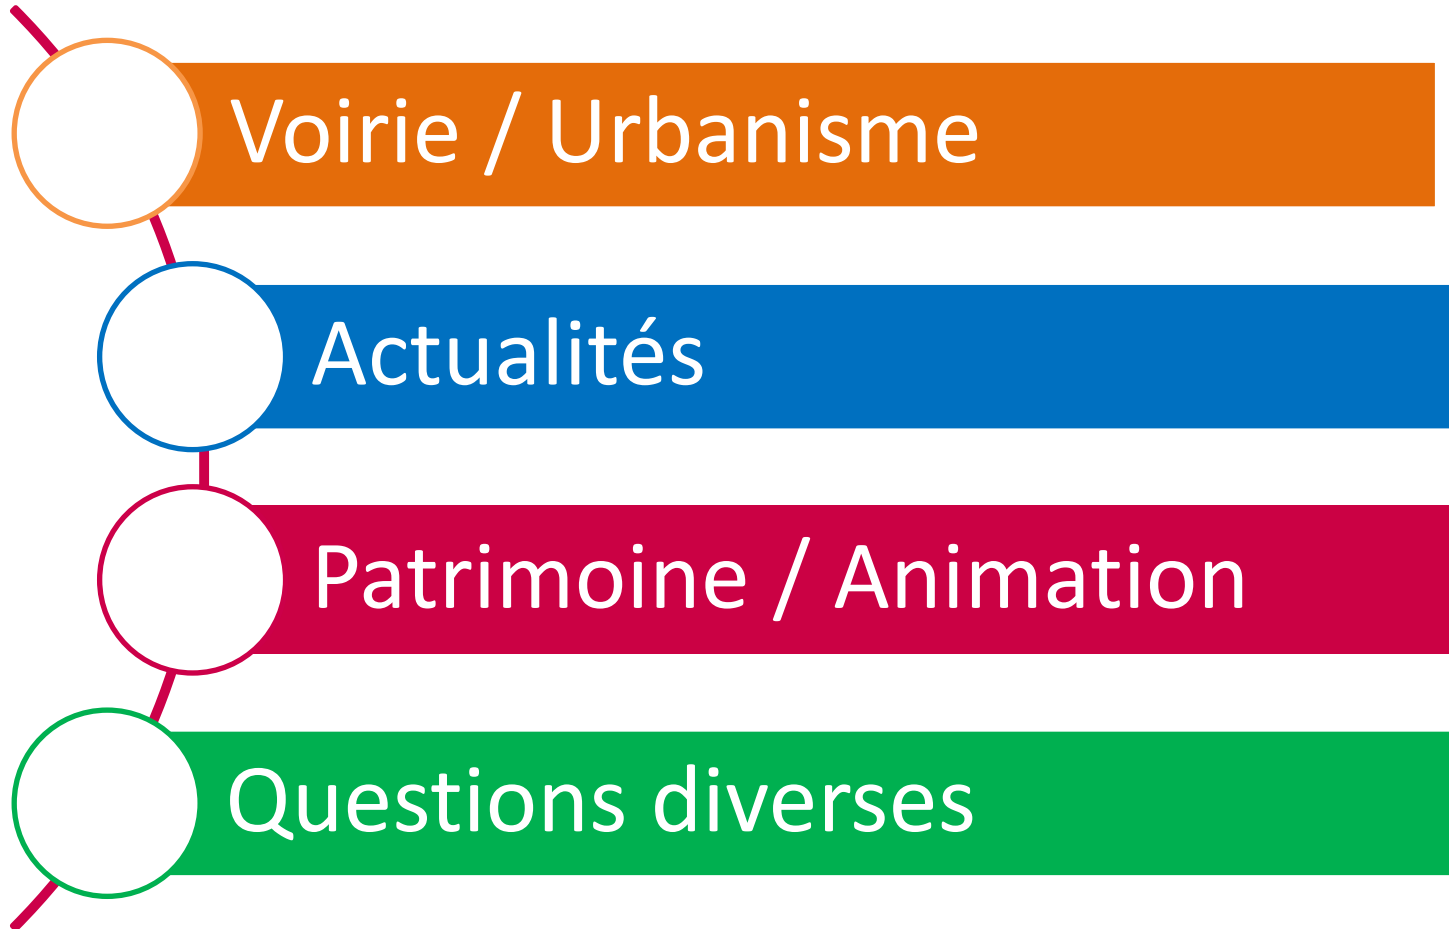 Voirie / Urbanisme
Actualités
Patrimoine / Animation
Questions diverses